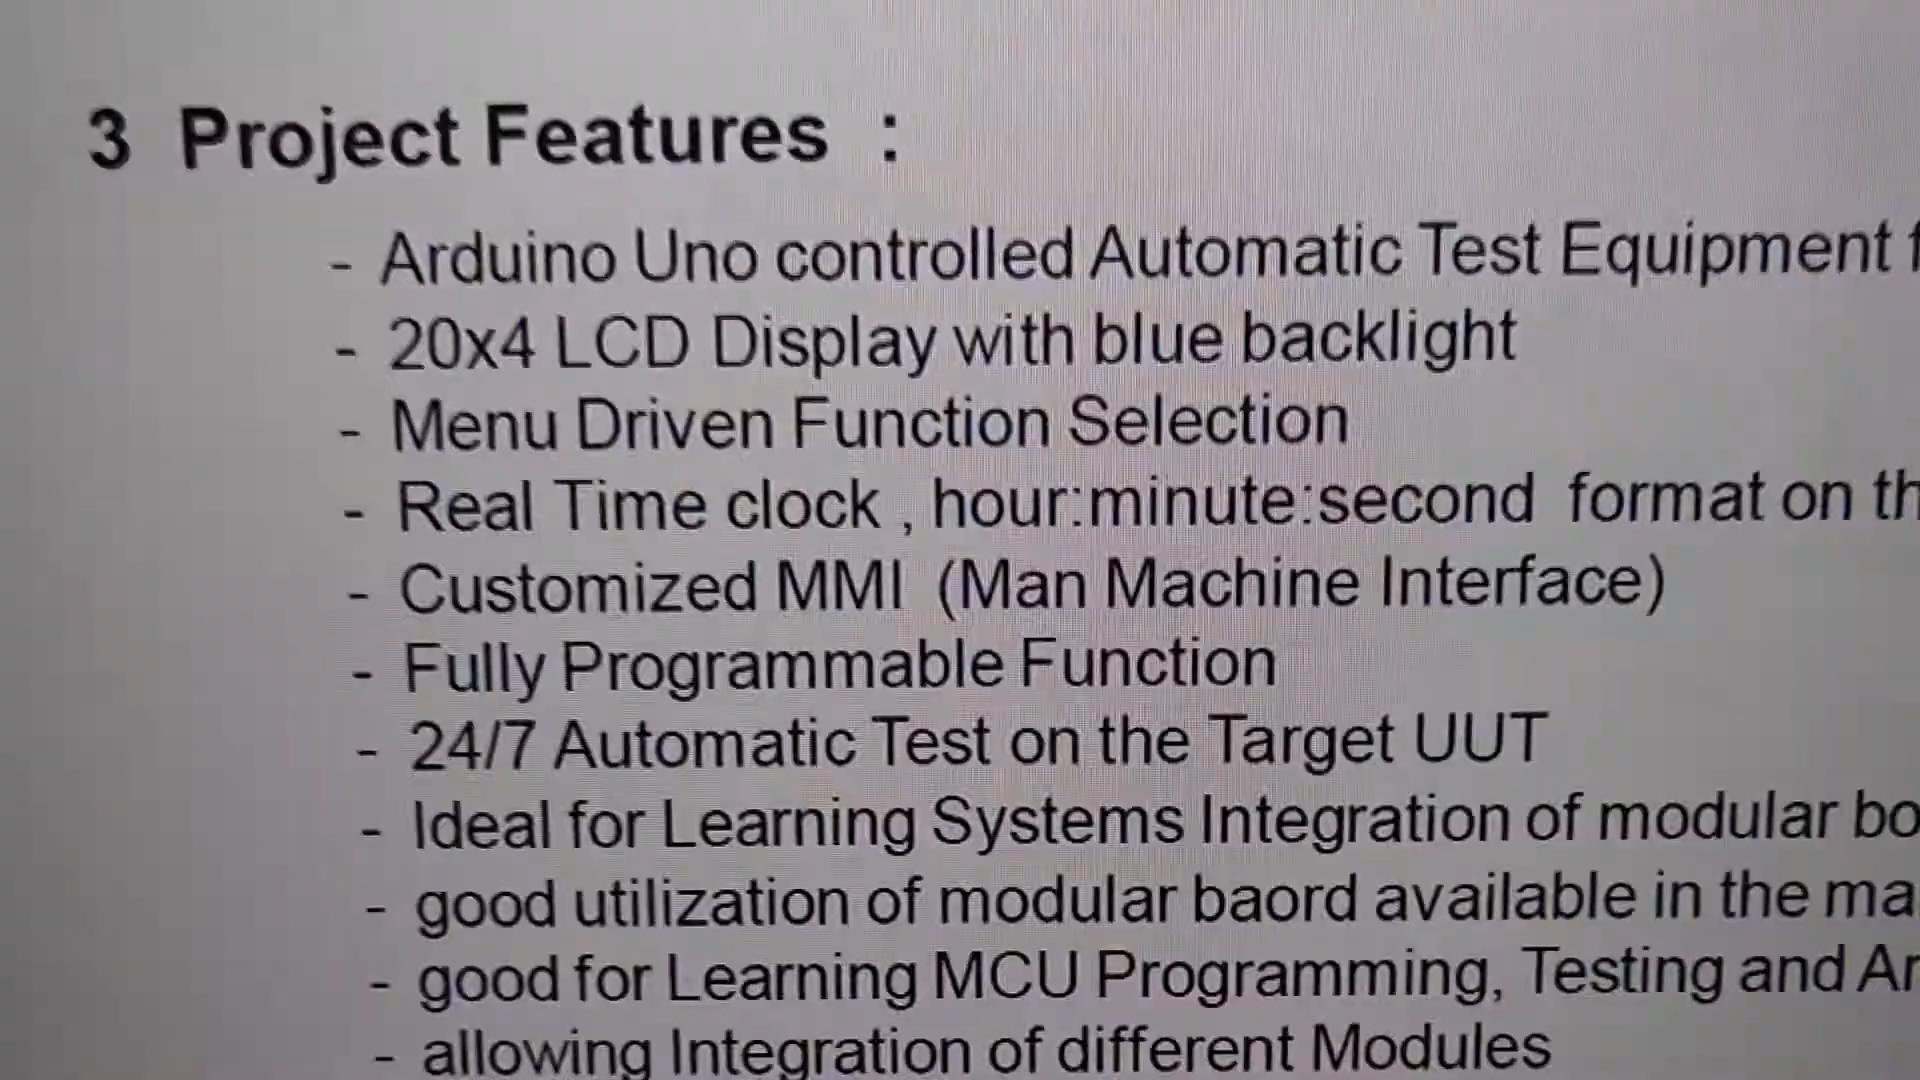 3 Project Features :
- Arduino Uno controlled Automatic Test Equipment
- 20x4 LCD Display with blue backlight
- Menu Driven Function Selection
- Real Time clock , hour:minute:second format on
- Customized MMI (Man Machine Interface)
- Fully Programmable Function
- 24/7 Automatic Test on the Target UUT
- Ideal for Learning Systems Integration of modular
- good utilization of modular baord available in the
- good for Learning MCU Programming, Testing and
- allowing Integration of different Modules